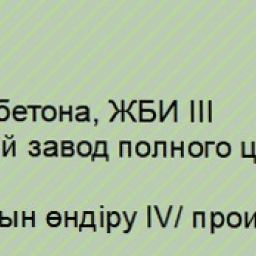 бетона, ЖБИ III
й завод полного ц
ын өндіру IV/ прои